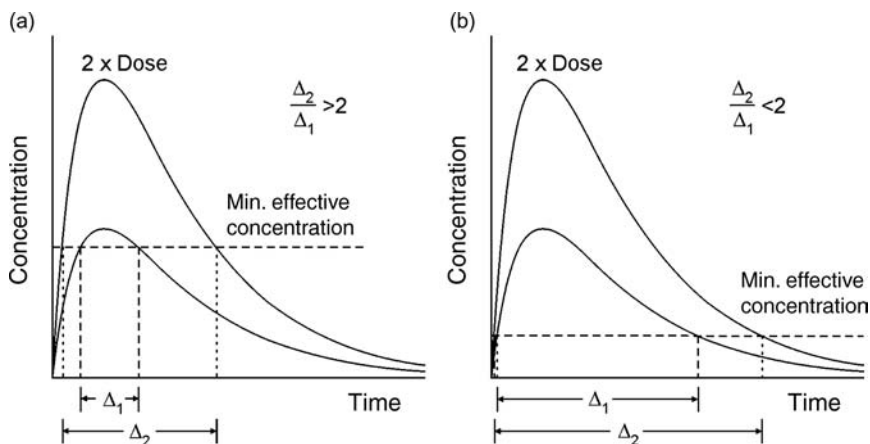 (a)
2 x Dose
Δ2
Δ1
>2
Min. effective
concentration
Concentration
Δ1
Time
Δ2
(b)
2 x Dose
Δ2
Δ1
<2
Min. effective
concentration
Concentration
Δ1
Time
Δ2